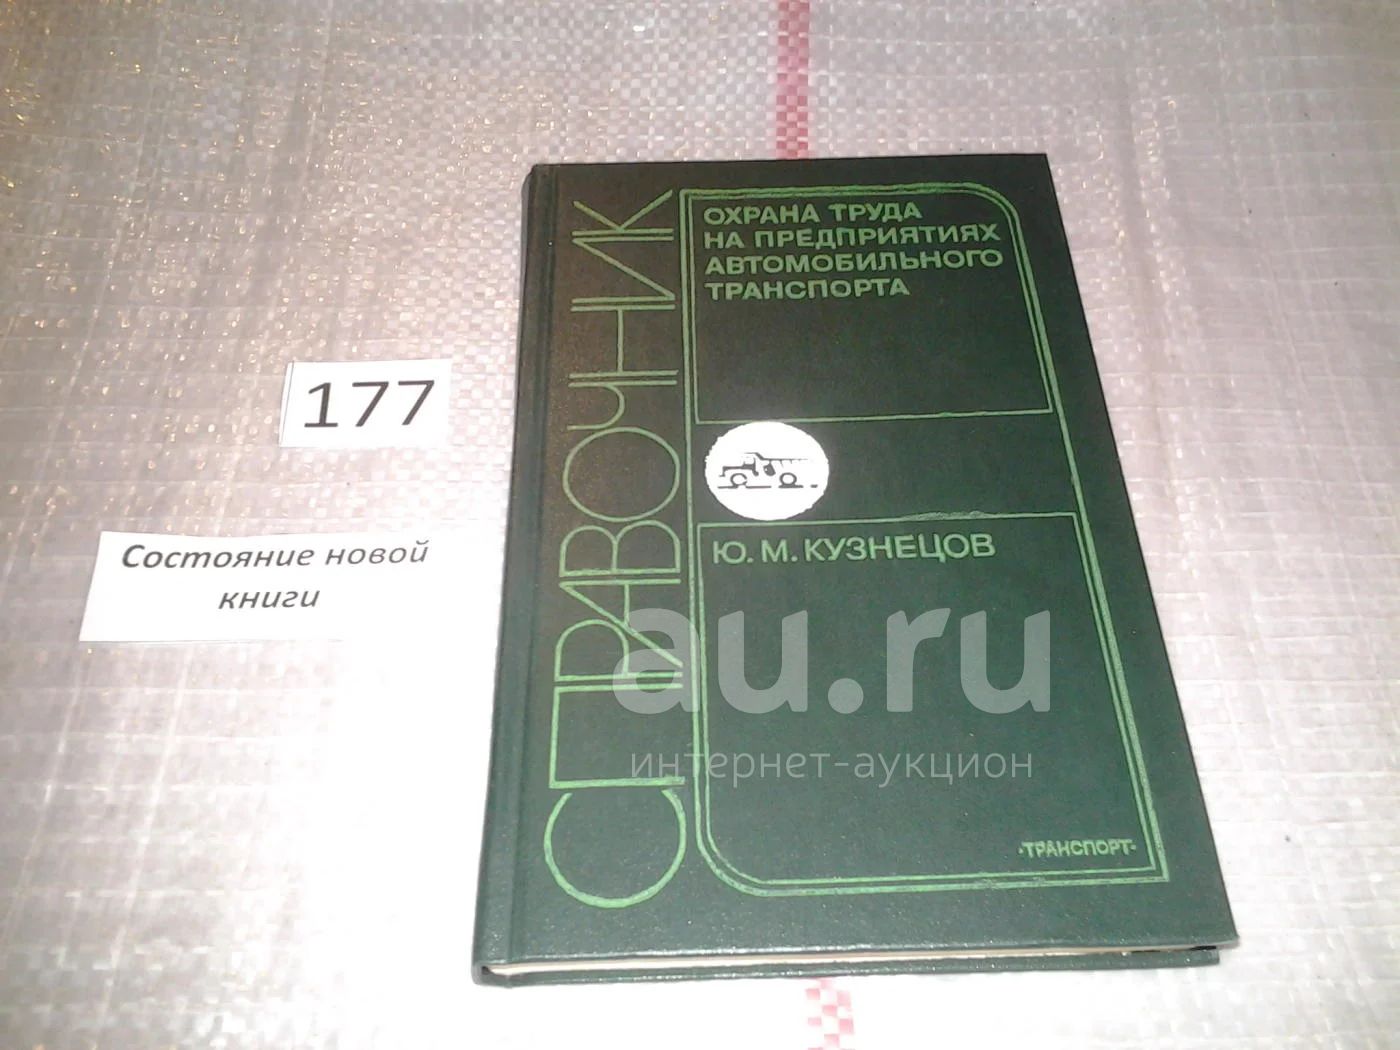 СПРАВОЧНИК
ОХРАНА ТРУДА
НА ПРЕДПРИЯТИЯХ
АВТОМОБИЛЬНОГО
ТРАНСПОРТА
177
Состояние новой
книги
Ю. М. КУЗНЕЦОВ
au.ru
интернет-аукцион
·ТРАНСПОРТ·